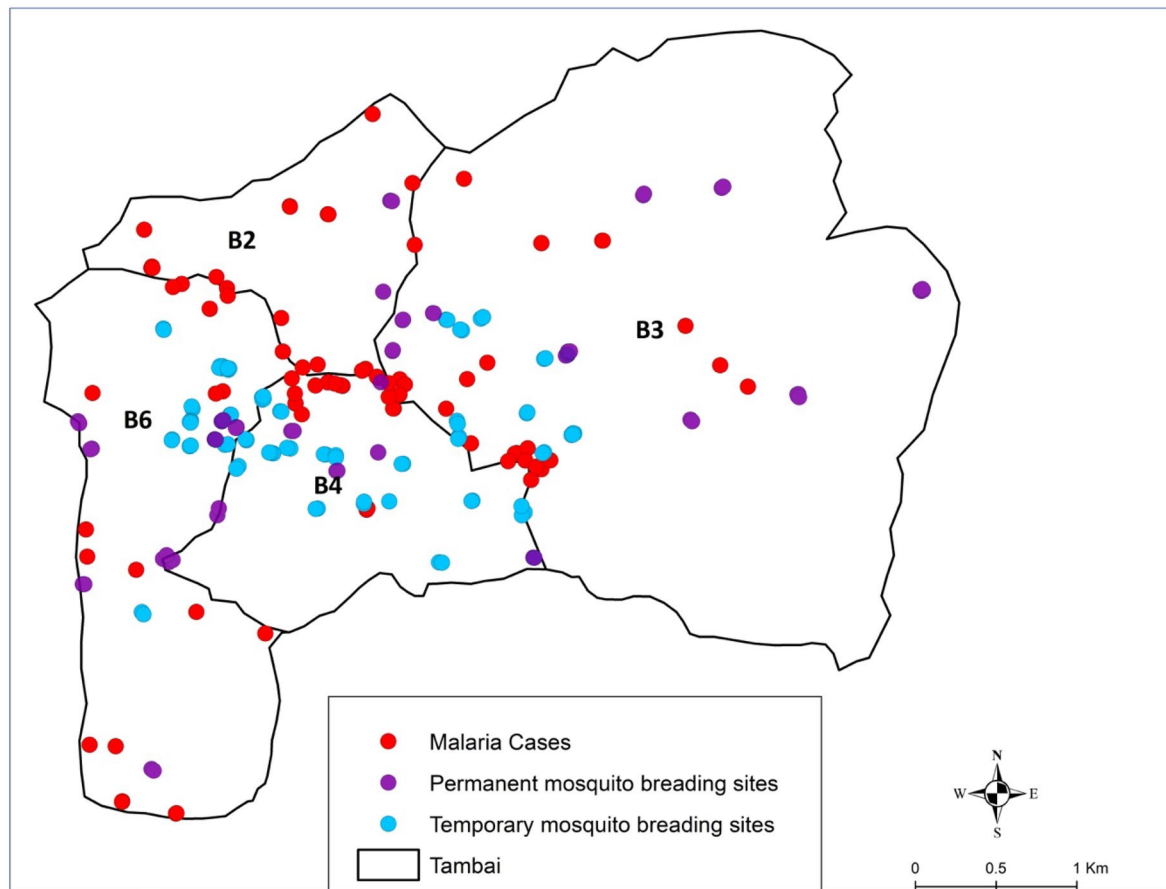 B2
B3
B6
B4
Malaria Cases
Permanent mosquito breading sites
Temporary mosquito breading sites
Tambai
N
W E
S
0 0.5 1 Km